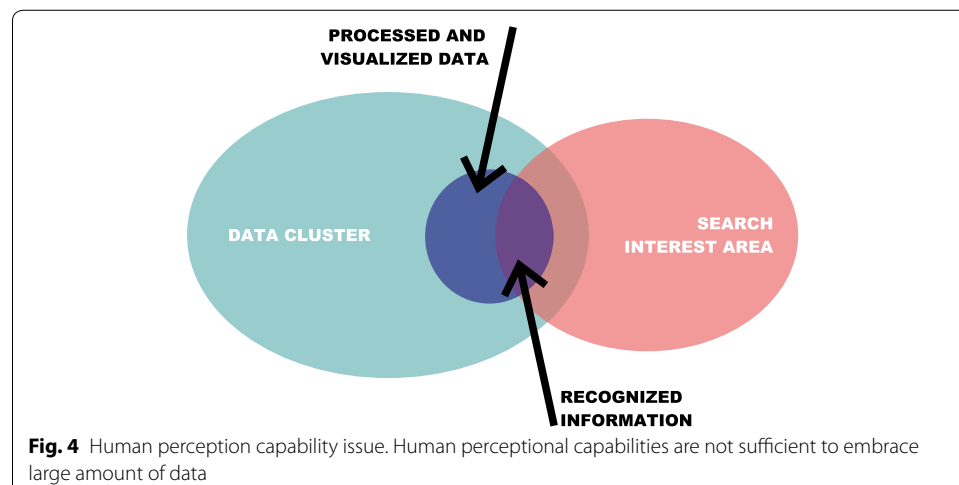 PROCESSED AND
VISUALIZED DATA
DATA CLUSTER
SEARCH
INTEREST AREA
RECOGNIZED
INFORMATION
Fig. 4 Human perception capability issue. Human perceptional capabilities are not sufficient to embrace
large amount of data